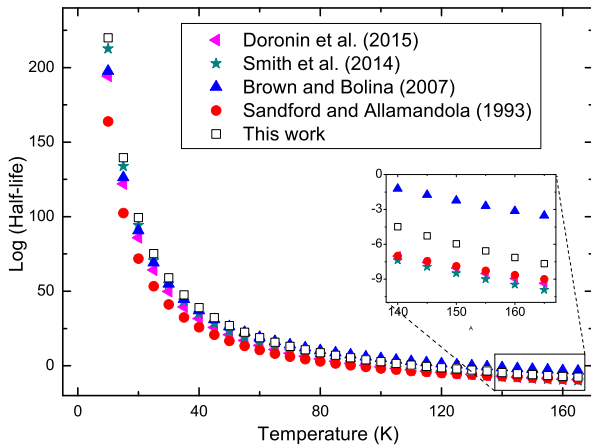 Doronin et al. (2015)
Smith et al. (2014)
Brown and Bolina (2007)
Sandford and Allamandola (1993)
This work
Log (Half-life)
200
150
100
50
0
0
-3
-6
-9
140
150
160
A
0
40
80
120
160
Temperature (K)